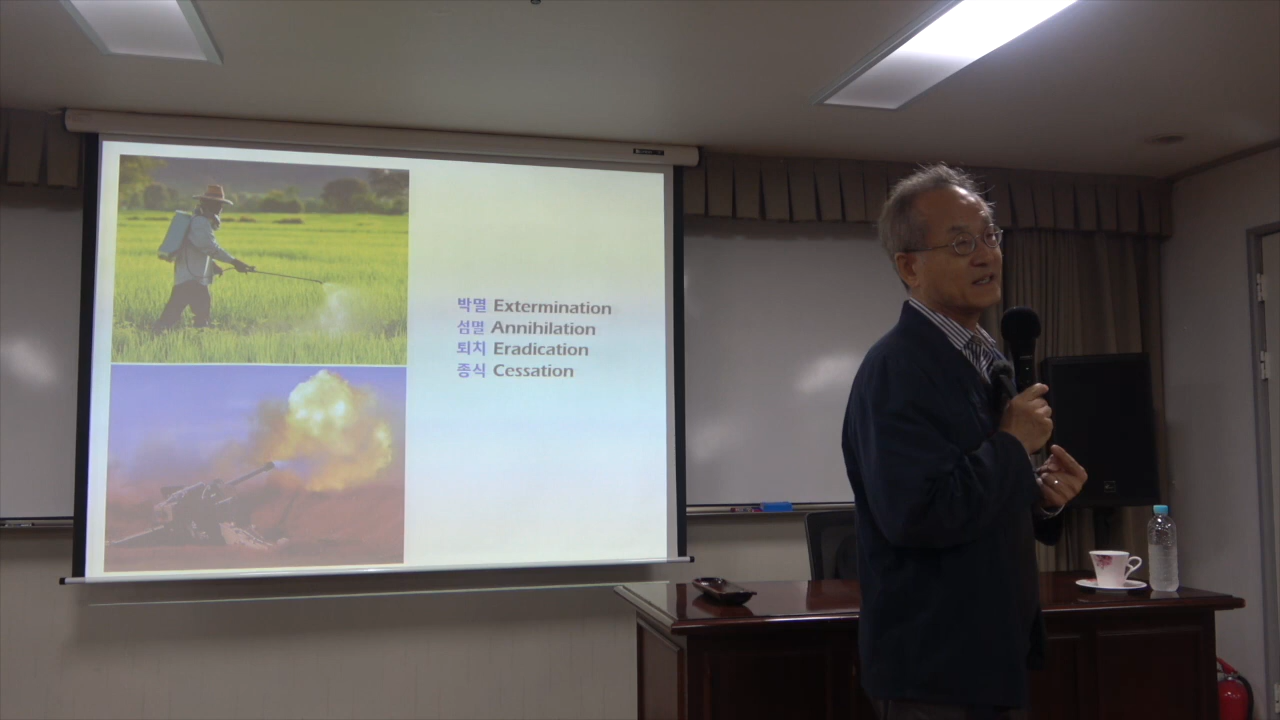 박멸 Extermination
섬멸 Annihilation
퇴치 Eradication
종식 Cessation